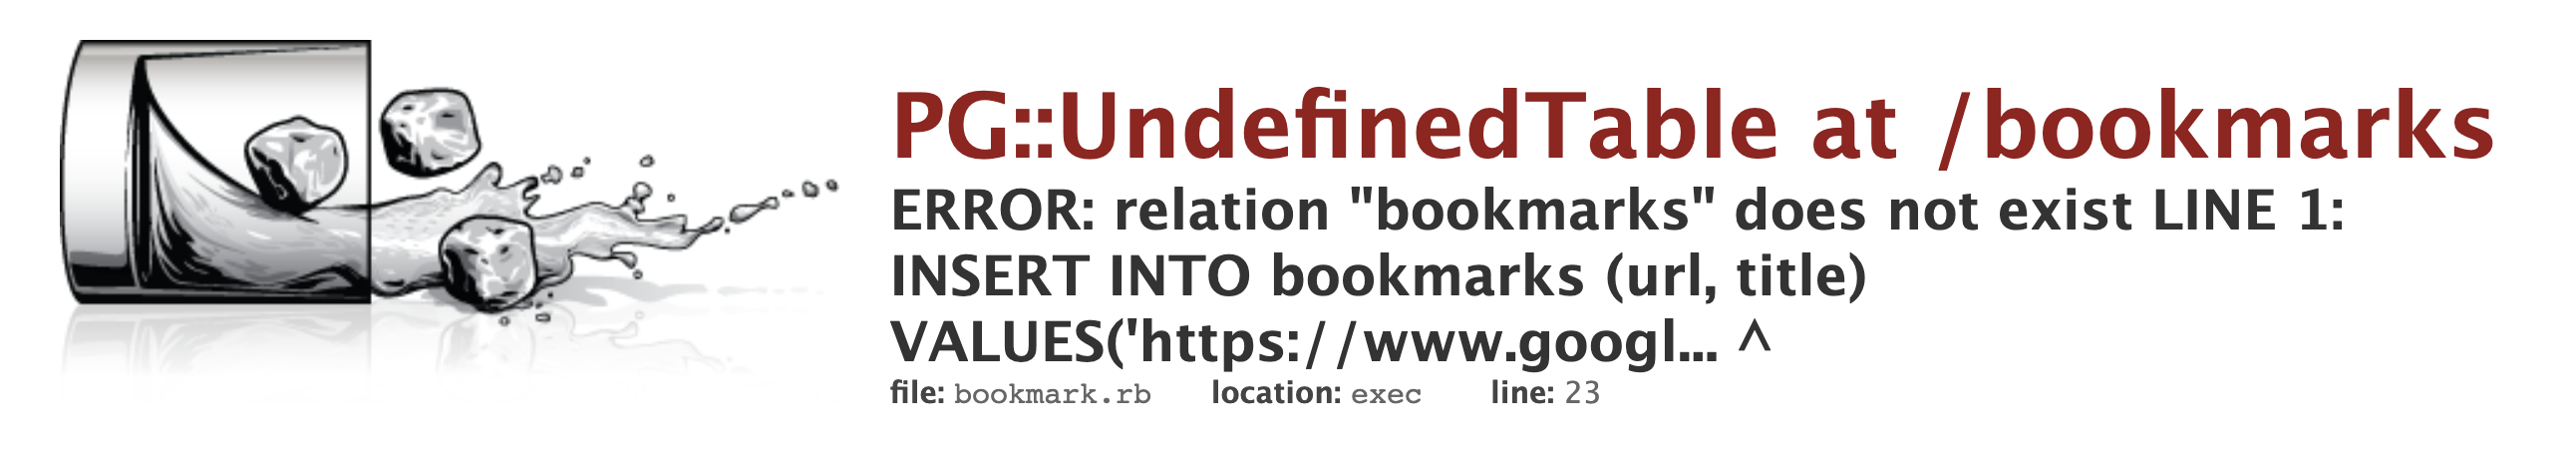 PG::UndefinedTable at /bookmarks
ERROR: relation "bookmarks" does not exist LINE 1:
INSERT INTO bookmarks (url, title)
VALUES('https://www.googl... ^
file: bookmark.rb location: exec line: 23